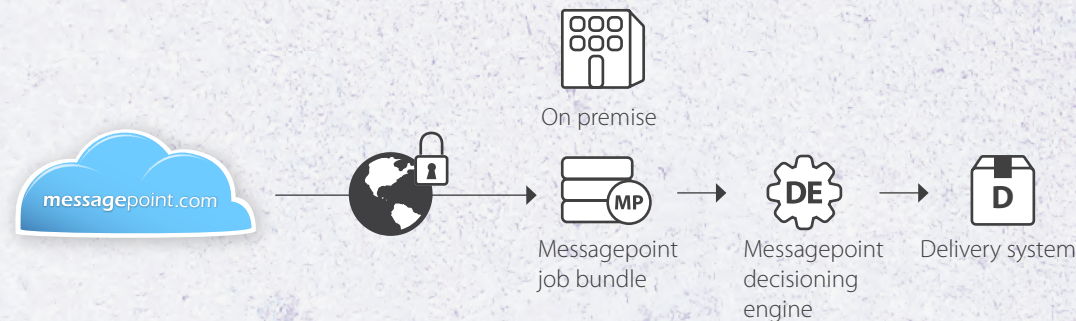 On premise
messagepoint.com
MP
Messagepoint
job bundle
DE
Messagepoint
decisioning
engine
D
Delivery system